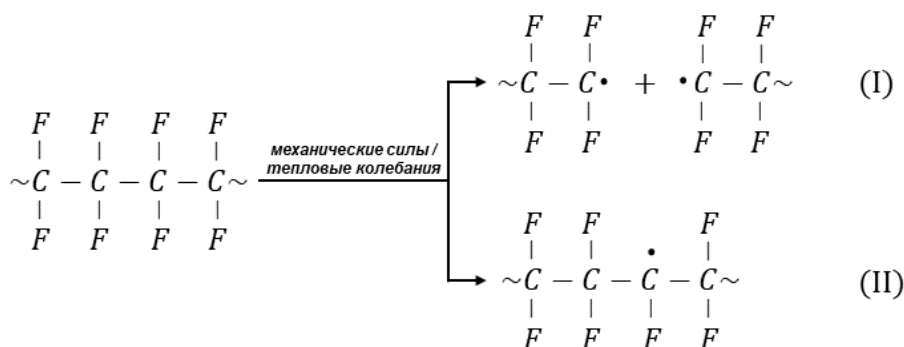 F F F F
| | | |
~C – C – C – C~
| | | |
F F F F
механические силы /
тепловые колебания
F F F F
| | | |
~C – C• + •C – C~ (I)
| | | |
F F F F
F F • F
| | |
~C – C – C – C~ (II)
| | | |
F F F F